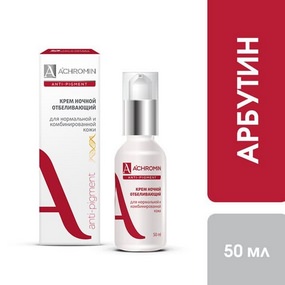 ACHROMIN
ANTI-PIGMENT
КРЕМ НОЧНОЙ
ОТБЕЛИВАЮЩИЙ
для нормальной и
комбинированной
кожи
anti-pigment
ACHROMIN
ANTI-PIGMENT
КРЕМ НОЧНОЙ
ОТБЕЛИВАЮЩИЙ
для нормальной и
комбинированной
кожи
50 мл
АРБУТИН
50 МЛ